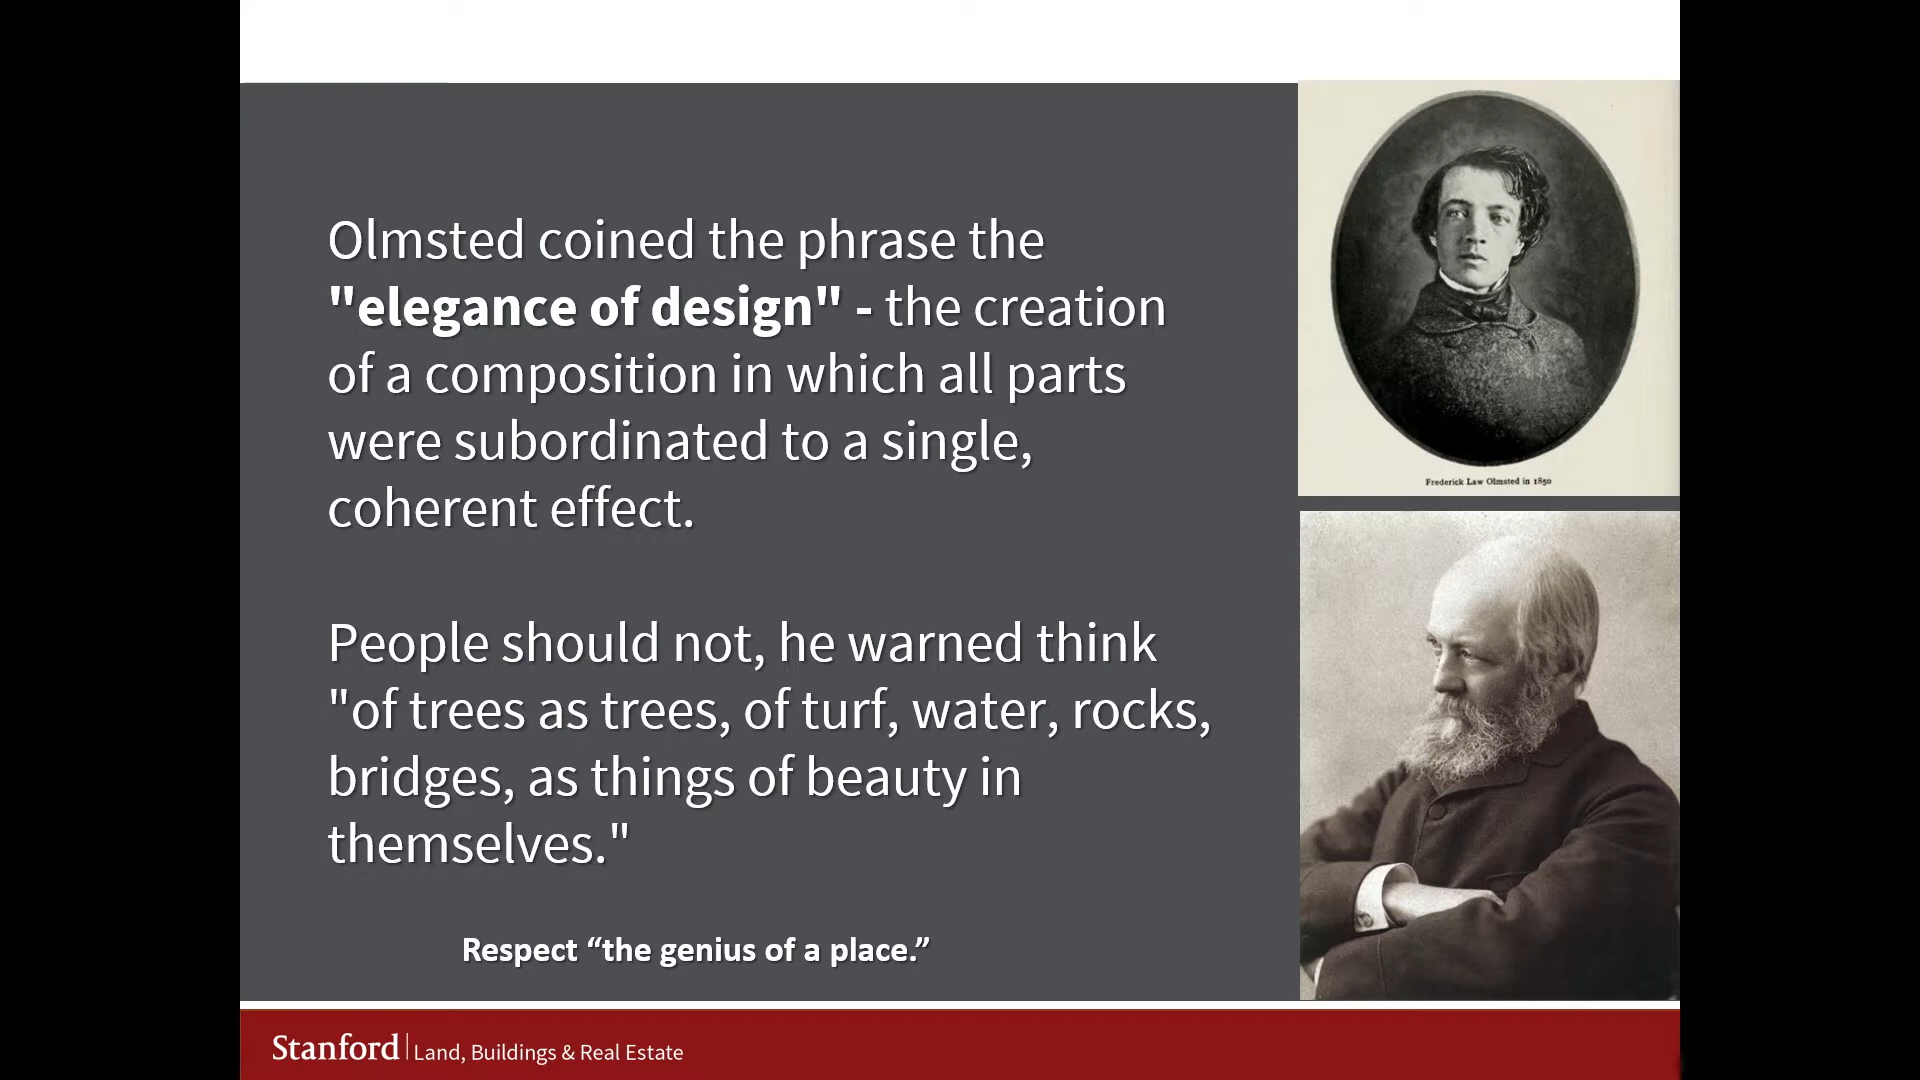 Olmsted coined the phrase the
"elegance of design" - the creation
of a composition in which all parts
were subordinated to a single,
coherent effect.
People should not, he warned think
"of trees as trees, of turf, water, rocks,
bridges, as things of beauty in
themselves."
Respect “the genius of a place.”
Frederick Law Olmsted in 1850
Stanford | Land, Buildings & Real Estate